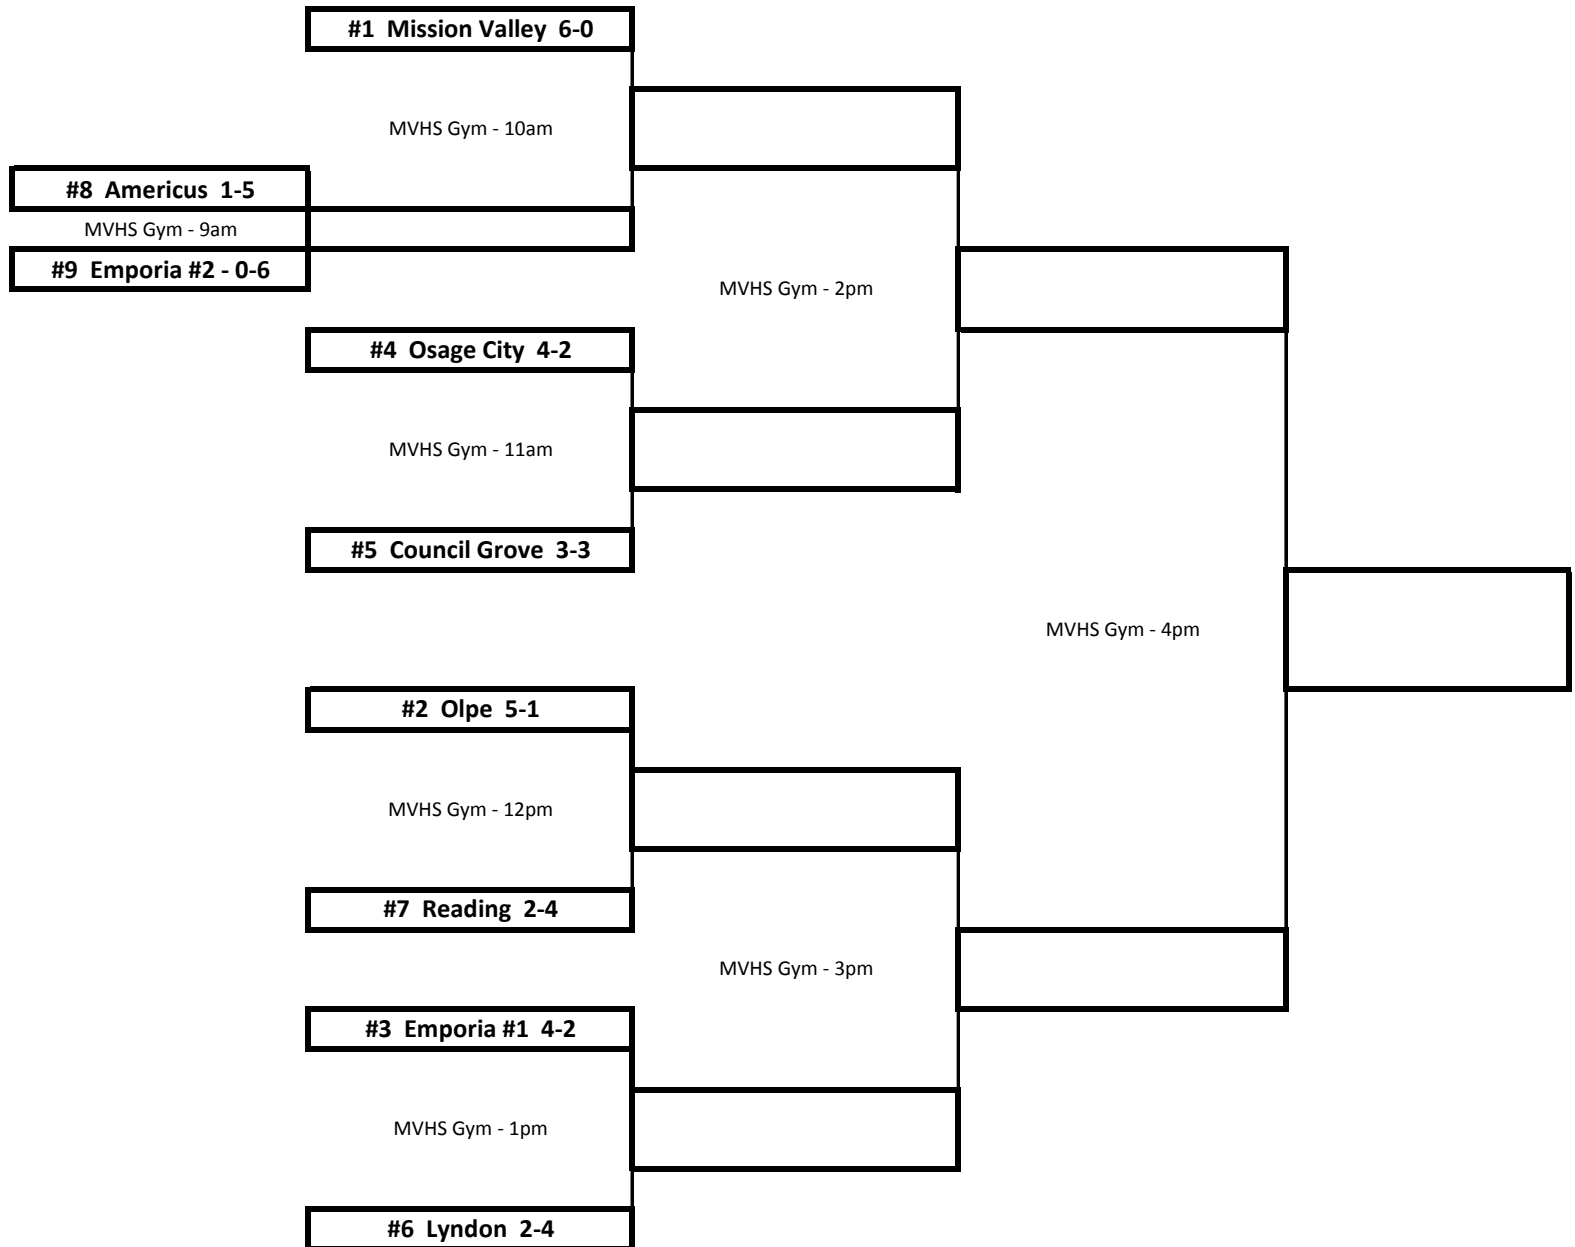 #1 Mission Valley 6-0
MVHS Gym - 10am
#8 Americus 1-5
MVHS Gym - 9am
#9 Emporia #2 - 0-6
MVHS Gym - 2pm
#4 Osage City 4-2
MVHS Gym - 11am
#5 Council Grove 3-3
MVHS Gym - 4pm
#2 Olpe 5-1
MVHS Gym - 12pm
#7 Reading 2-4
MVHS Gym - 3pm
#3 Emporia #1 4-2
MVHS Gym - 1pm
#6 Lyndon 2-4